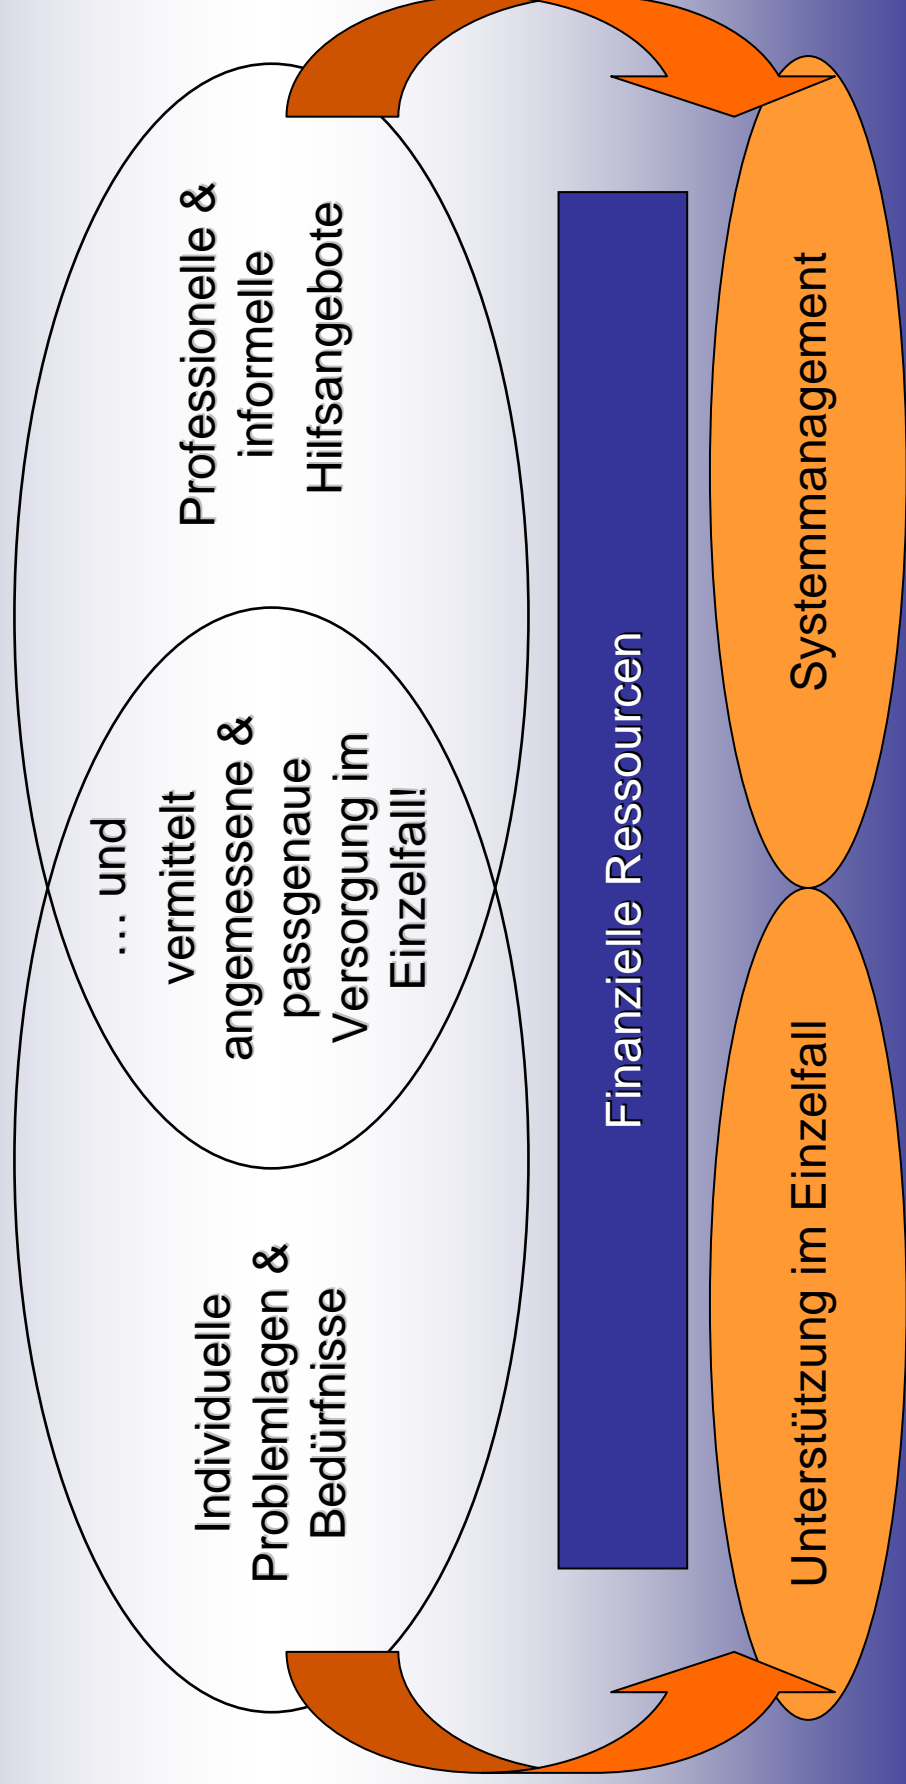 Individuelle
Problemlagen &
Bedürfnisse
… und
vermittelt
angemessene &
passgenaue
Versorgung im
Einzelfall!
Professionelle &
informelle
Hilfsangebote
Finanzielle Ressourcen
Unterstützung im Einzelfall
Systemmanagement